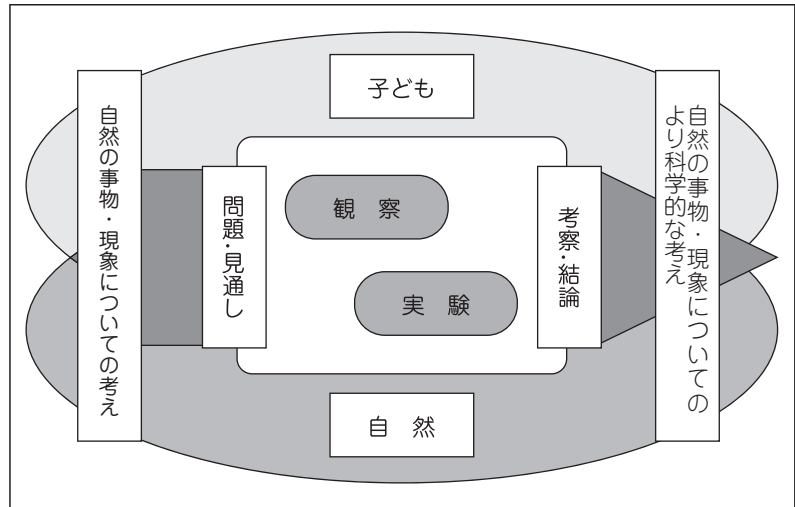 子ども
自然の事物・現象についての考え
問題・見通し
観察
実験
考察・結論
自然の事物・現象についての
より科学的な考え
自然